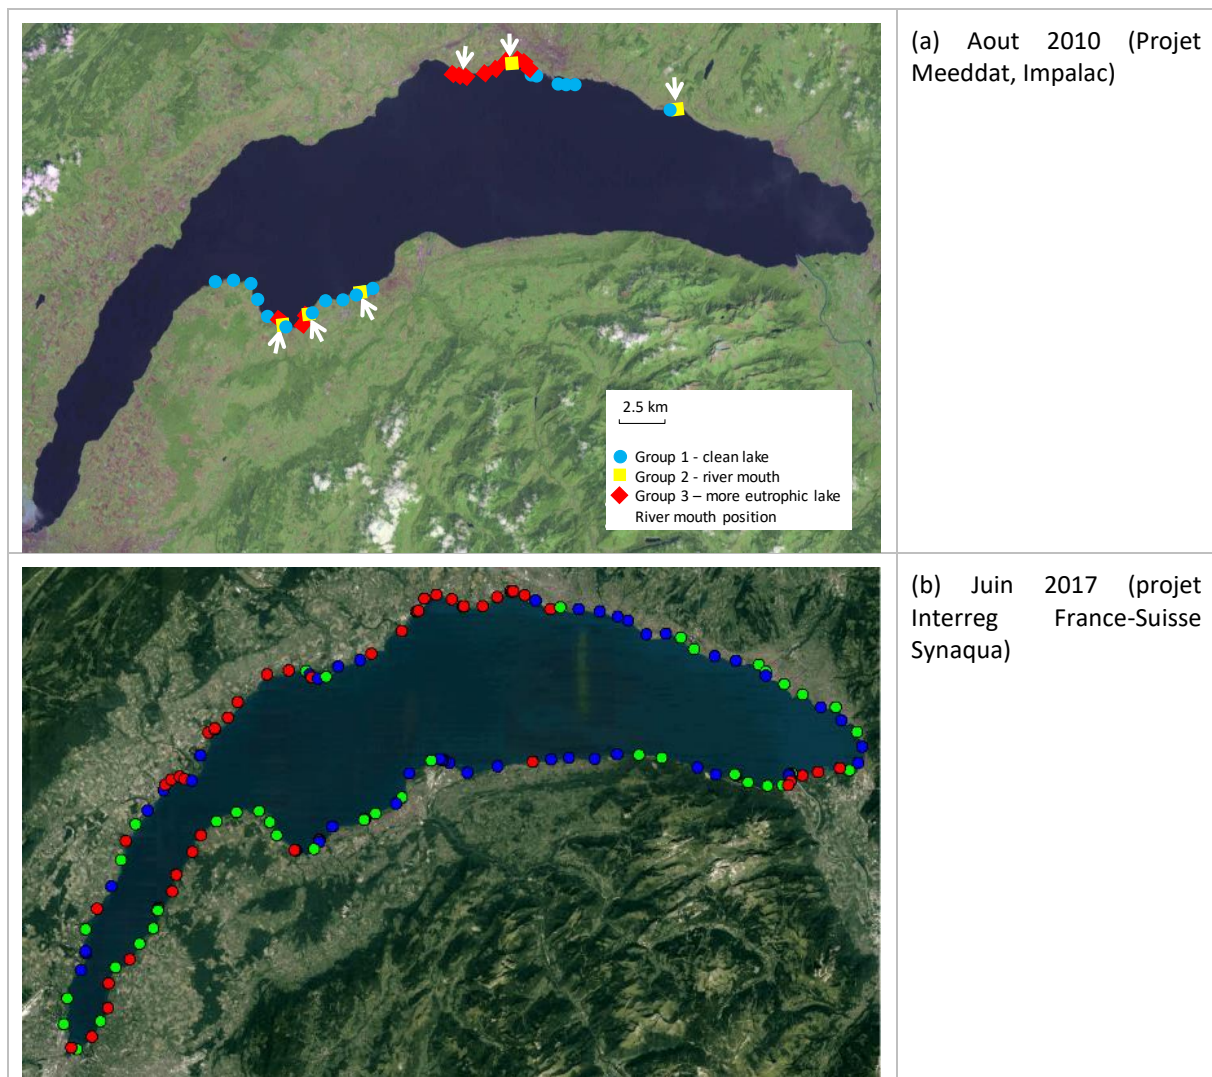 (a) Aout 2010 (Projet
Meeddat, Impalac)
2.5 km
Group 1 - clean lake
Group 2 - river mouth
Group 3 – more eutrophic lake
River mouth position
(b) Juin 2017 (projet
Interreg France-Suisse
Synaqua)